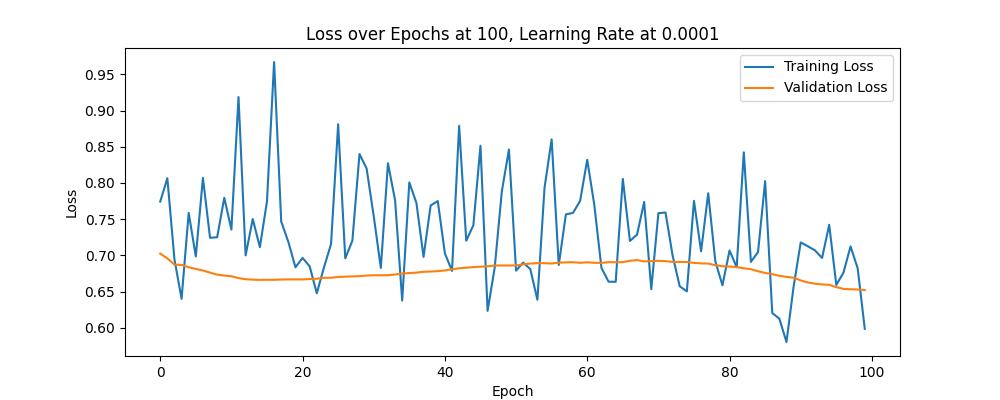 Loss over Epochs at 100, Learning Rate at 0.0001
Training Loss
Validation Loss
0.95
0.90
0.85
0.80
0.75
0.70
0.65
0.60
Loss
0
20
40
60
80
100
Epoch